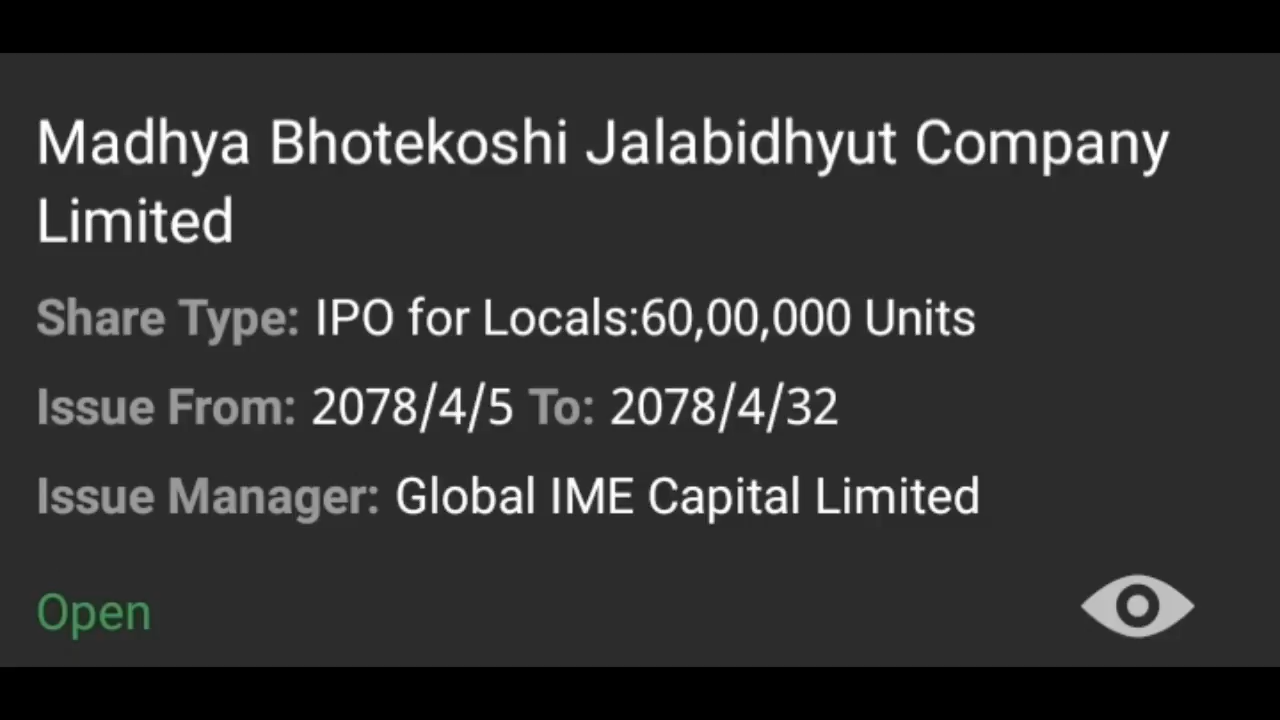 Madhya Bhotekoshi Jalabidhyut Company
Limited
Share Type: IPO for Locals:60,00,000 Units
Issue From: 2078/4/5 To: 2078/4/32
Issue Manager: Global IME Capital Limited
Open